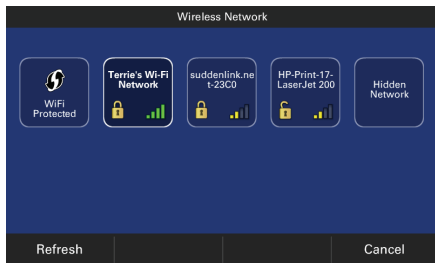 Wireless Network
WiFi
Protected
Terrie's Wi-Fi
Network
suddenlink.ne
t-23C0
HP-Print-17-
LaserJet 200
Hidden
Network
Refresh
Cancel